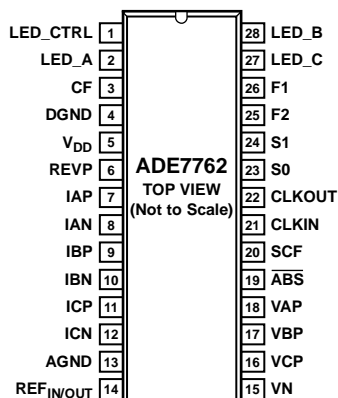 LED_CTRL 1
LED_A 2
CF 3
DGND 4
VDD 5
REVP 6
IAP 7
IAN 8
IBP 9
IBN 10
ICP 11
ICN 12
AGND 13
REFIN/OUT 14
ADE7762
TOP VIEW
(Not to Scale)
28 LED_B
27 LED_C
26 F1
25 F2
24 S1
23 S0
22 CLKOUT
21 CLKIN
20 SCF
19 A̅B̅S̅
18 VAP
17 VBP
16 VCP
15 VN